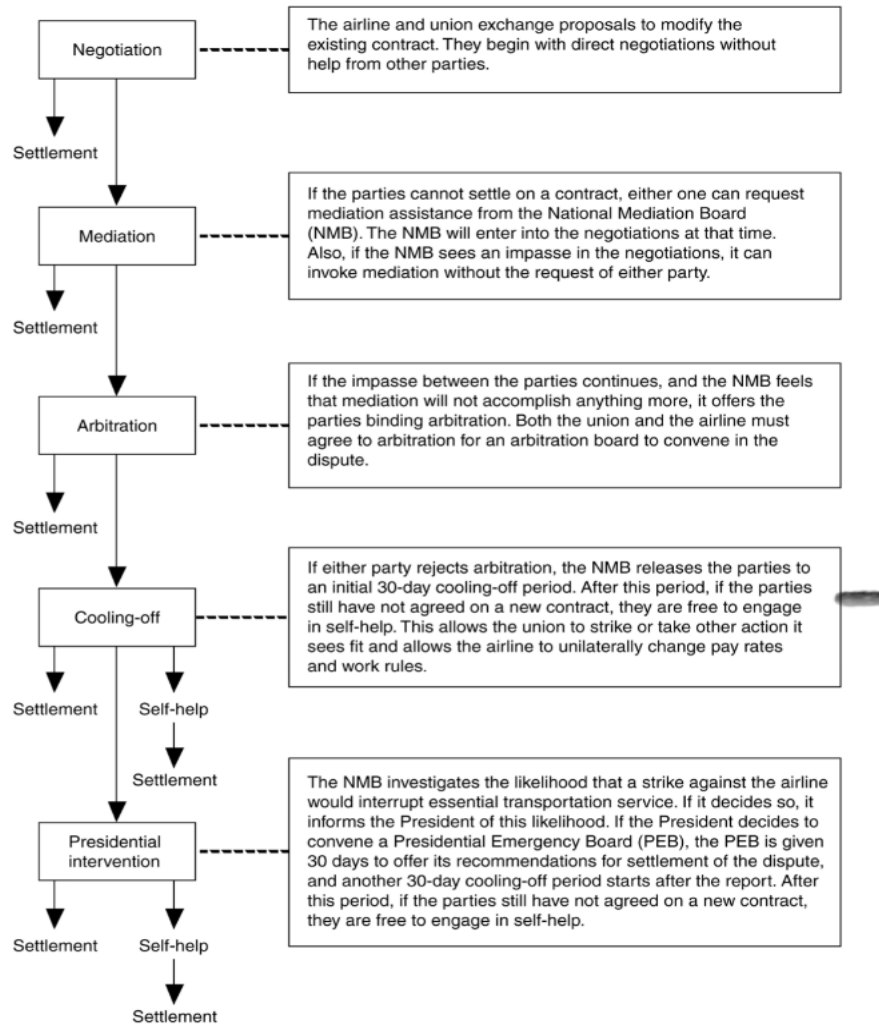 Negotiation
The airline and union exchange proposals to modify the
existing contract. They begin with direct negotiations without
help from other parties.
Settlement
Mediation
If the parties cannot settle on a contract, either one can request
mediation assistance from the National Mediation Board
(NMB). The NMB will enter into the negotiations at that time.
Also, if the NMB sees an impasse in the negotiations, it can
invoke mediation without the request of either party.
Settlement
Arbitration
If the impasse between the parties continues, and the NMB feels
that mediation will not accomplish anything more, it offers the
parties binding arbitration. Both the union and the airline must
agree to arbitration for an arbitration board to convene in the
dispute.
Settlement
Cooling-off
If either party rejects arbitration, the NMB releases the parties to
an initial 30-day cooling-off period. After this period, if the parties
still have not agreed on a new contract, they are free to engage
in self-help. This allows the union to strike or take other action it
sees fit and allows the airline to unilaterally change pay rates
and work rules.
Settlement
Self-help
Settlement
Presidential
intervention
The NMB investigates the likelihood that a strike against the airline
would interrupt essential transportation service. If it decides so, it
informs the President of this likelihood. If the President decides to
convene a Presidential Emergency Board (PEB), the PEB is given
30 days to offer its recommendations for settlement of the dispute,
and another 30-day cooling-off period starts after the report. After
this period, if the parties still have not agreed on a new contract,
they are free to engage in self-help.
Settlement
Self-help
Settlement